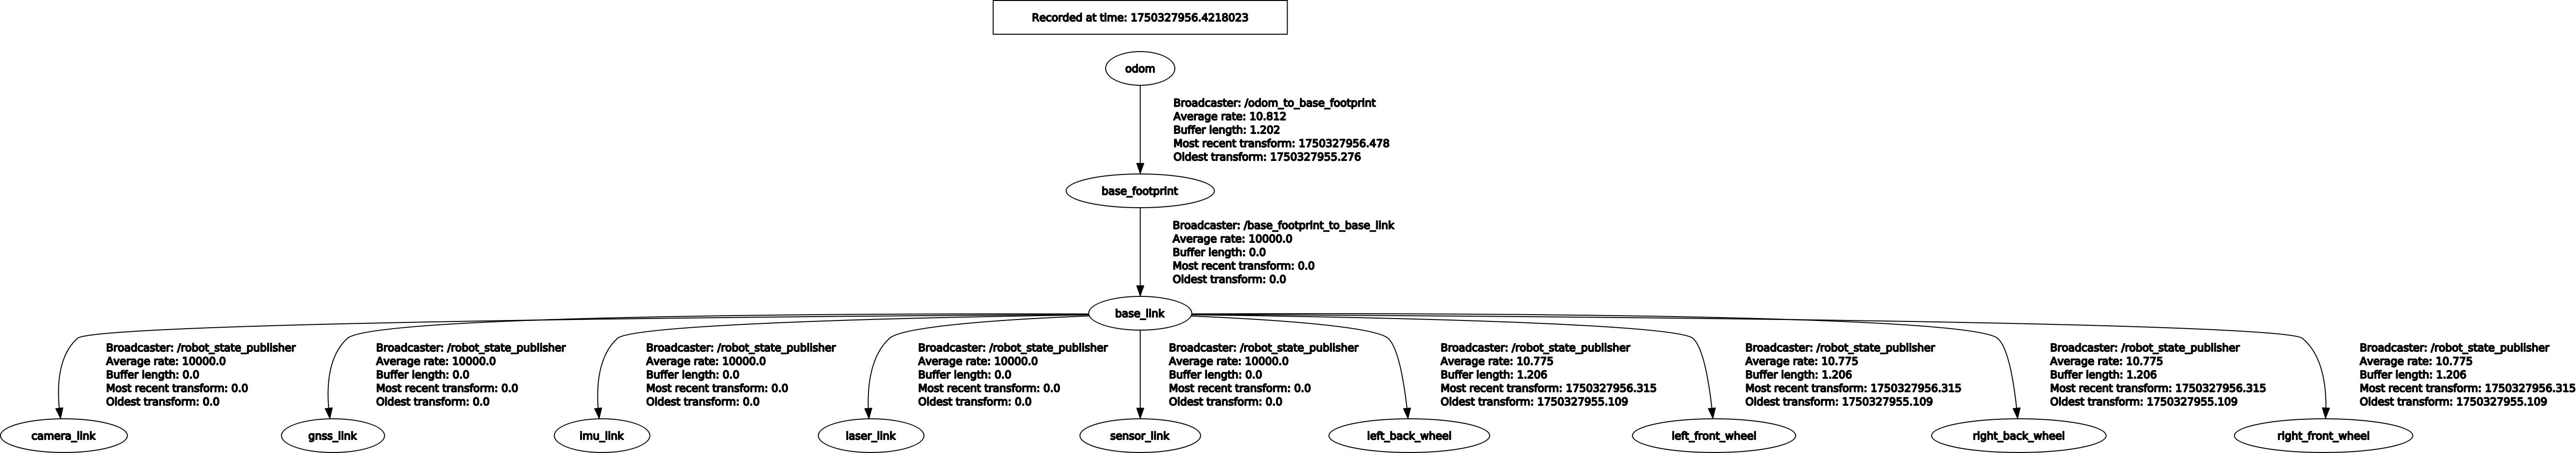 Recorded at time: 1750327956.4218023
odom
Broadcaster: /odom_to_base_footprint
Average rate: 10.812
Buffer length: 1.202
Most recent transform: 1750327956.478
Oldest transform: 1750327955.276
base_footprint
Broadcaster: /base_footprint_to_base_link
Average rate: 10000.0
Buffer length: 0.0
Most recent transform: 0.0
Oldest transform: 0.0
base_link
Broadcaster: /robot_state_publisher
Average rate: 10000.0
Buffer length: 0.0
Most recent transform: 0.0
Oldest transform: 0.0
camera_link
Broadcaster: /robot_state_publisher
Average rate: 10000.0
Buffer length: 0.0
Most recent transform: 0.0
Oldest transform: 0.0
gnss_link
Broadcaster: /robot_state_publisher
Average rate: 10000.0
Buffer length: 0.0
Most recent transform: 0.0
Oldest transform: 0.0
imu_link
Broadcaster: /robot_state_publisher
Average rate: 10000.0
Buffer length: 0.0
Most recent transform: 0.0
Oldest transform: 0.0
laser_link
Broadcaster: /robot_state_publisher
Average rate: 10000.0
Buffer length: 0.0
Most recent transform: 0.0
Oldest transform: 0.0
sensor_link
Broadcaster: /robot_state_publisher
Average rate: 10.775
Buffer length: 1.206
Most recent transform: 1750327956.315
Oldest transform: 1750327955.109
left_back_wheel
Broadcaster: /robot_state_publisher
Average rate: 10.775
Buffer length: 1.206
Most recent transform: 1750327956.315
Oldest transform: 1750327955.109
left_front_wheel
Broadcaster: /robot_state_publisher
Average rate: 10.775
Buffer length: 1.206
Most recent transform: 1750327956.315
Oldest transform: 1750327955.109
right_back_wheel
Broadcaster: /robot_state_publisher
Average rate: 10.775
Buffer length: 1.206
Most recent transform: 1750327956.315
Oldest transform: 1750327955.109
right_front_wheel